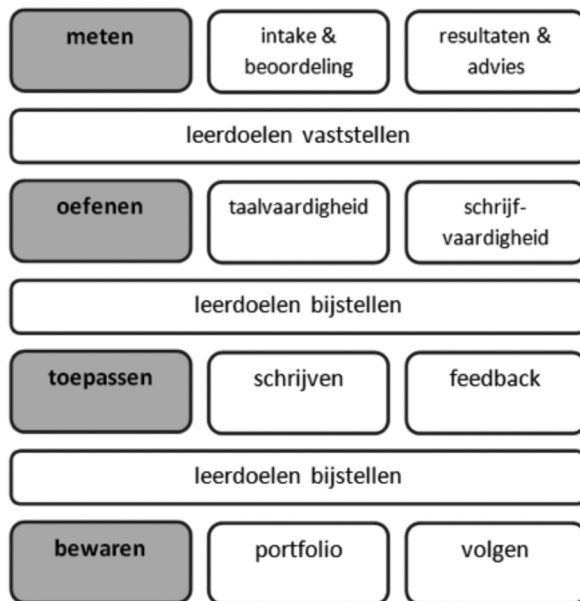 meten
intake &
beoordeling
resultaten &
advies
leerdoelen vaststellen
oefenen
taalvaardigheid
schrijf-
vaardigheid
leerdoelen bijstellen
toepassen
schrijven
feedback
leerdoelen bijstellen
bewaren
portfolio
volgen